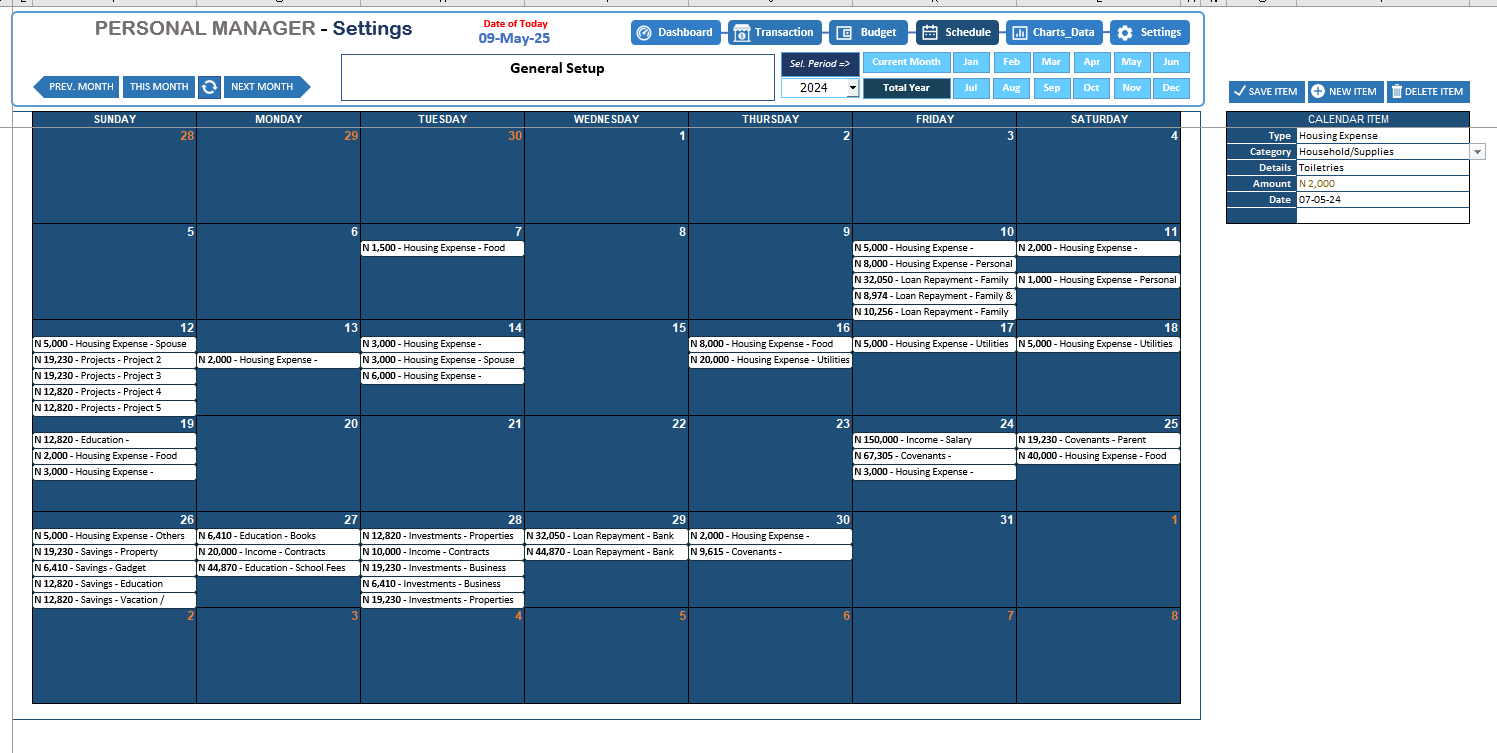 PERSONAL MANAGER - Settings
Date of Today
09-May-25
Dashboard Transaction Budget Schedule Charts_Data Settings
General Setup
Sel. Period => Current Month Jan Feb Mar Apr May Jun
2024 Total Year Jul Aug Sep Oct Nov Dec
PREV. MONTH THIS MONTH NEXT MONTH
SAVE ITEM NEW ITEM DELETE ITEM
SUNDAY MONDAY TUESDAY WEDNESDAY THURSDAY FRIDAY SATURDAY
28 29 30 1 2 3 4
5 6 7 8 9 10 11
N 1,500 - Housing Expense - Food N 5,000 - Housing Expense - N 2,000 - Housing Expense -
N 8,000 - Housing Expense - Personal
N 32,050 - Loan Repayment - Family N 1,000 - Housing Expense - Personal
N 8,974 - Loan Repayment - Family &
N 10,256 - Loan Repayment - Family
12 13 14 15 16 17 18
N 5,000 - Housing Expense - Spouse N 3,000 - Housing Expense - N 8,000 - Housing Expense - Food N 5,000 - Housing Expense - Utilities N 5,000 - Housing Expense - Utilities
N 19,230 - Projects - Project 2 N 2,000 - Housing Expense - N 3,000 - Housing Expense - Spouse N 20,000 - Housing Expense - Utilities
N 19,230 - Projects - Project 3 N 6,000 - Housing Expense -
N 12,820 - Projects - Project 4
N 12,820 - Projects - Project 5
19 20 21 22 23 24 25
N 12,820 - Education - N 150,000 - Income - Salary N 19,230 - Covenants - Parent
N 2,000 - Housing Expense - Food N 67,305 - Covenants - N 40,000 - Housing Expense - Food
N 3,000 - Housing Expense - N 3,000 - Housing Expense -
26 27 28 29 30 31 1
N 5,000 - Housing Expense - Others N 6,410 - Education - Books N 12,820 - Investments - Properties N 32,050 - Loan Repayment - Bank N 2,000 - Housing Expense -
N 19,230 - Savings - Property N 20,000 - Income - Contracts N 10,000 - Income - Contracts N 44,870 - Loan Repayment - Bank N 9,615 - Covenants -
N 6,410 - Savings - Gadget N 44,870 - Education - School Fees N 19,230 - Investments - Business
N 12,820 - Savings - Education N 6,410 - Investments - Business
N 12,820 - Savings - Vacation / N 19,230 - Investments - Properties
2 3 4 5 6 7 8
CALENDAR ITEM
Type Housing Expense
Category Household/Supplies
Details Toiletries
Amount N 2,000
Date 07-05-24